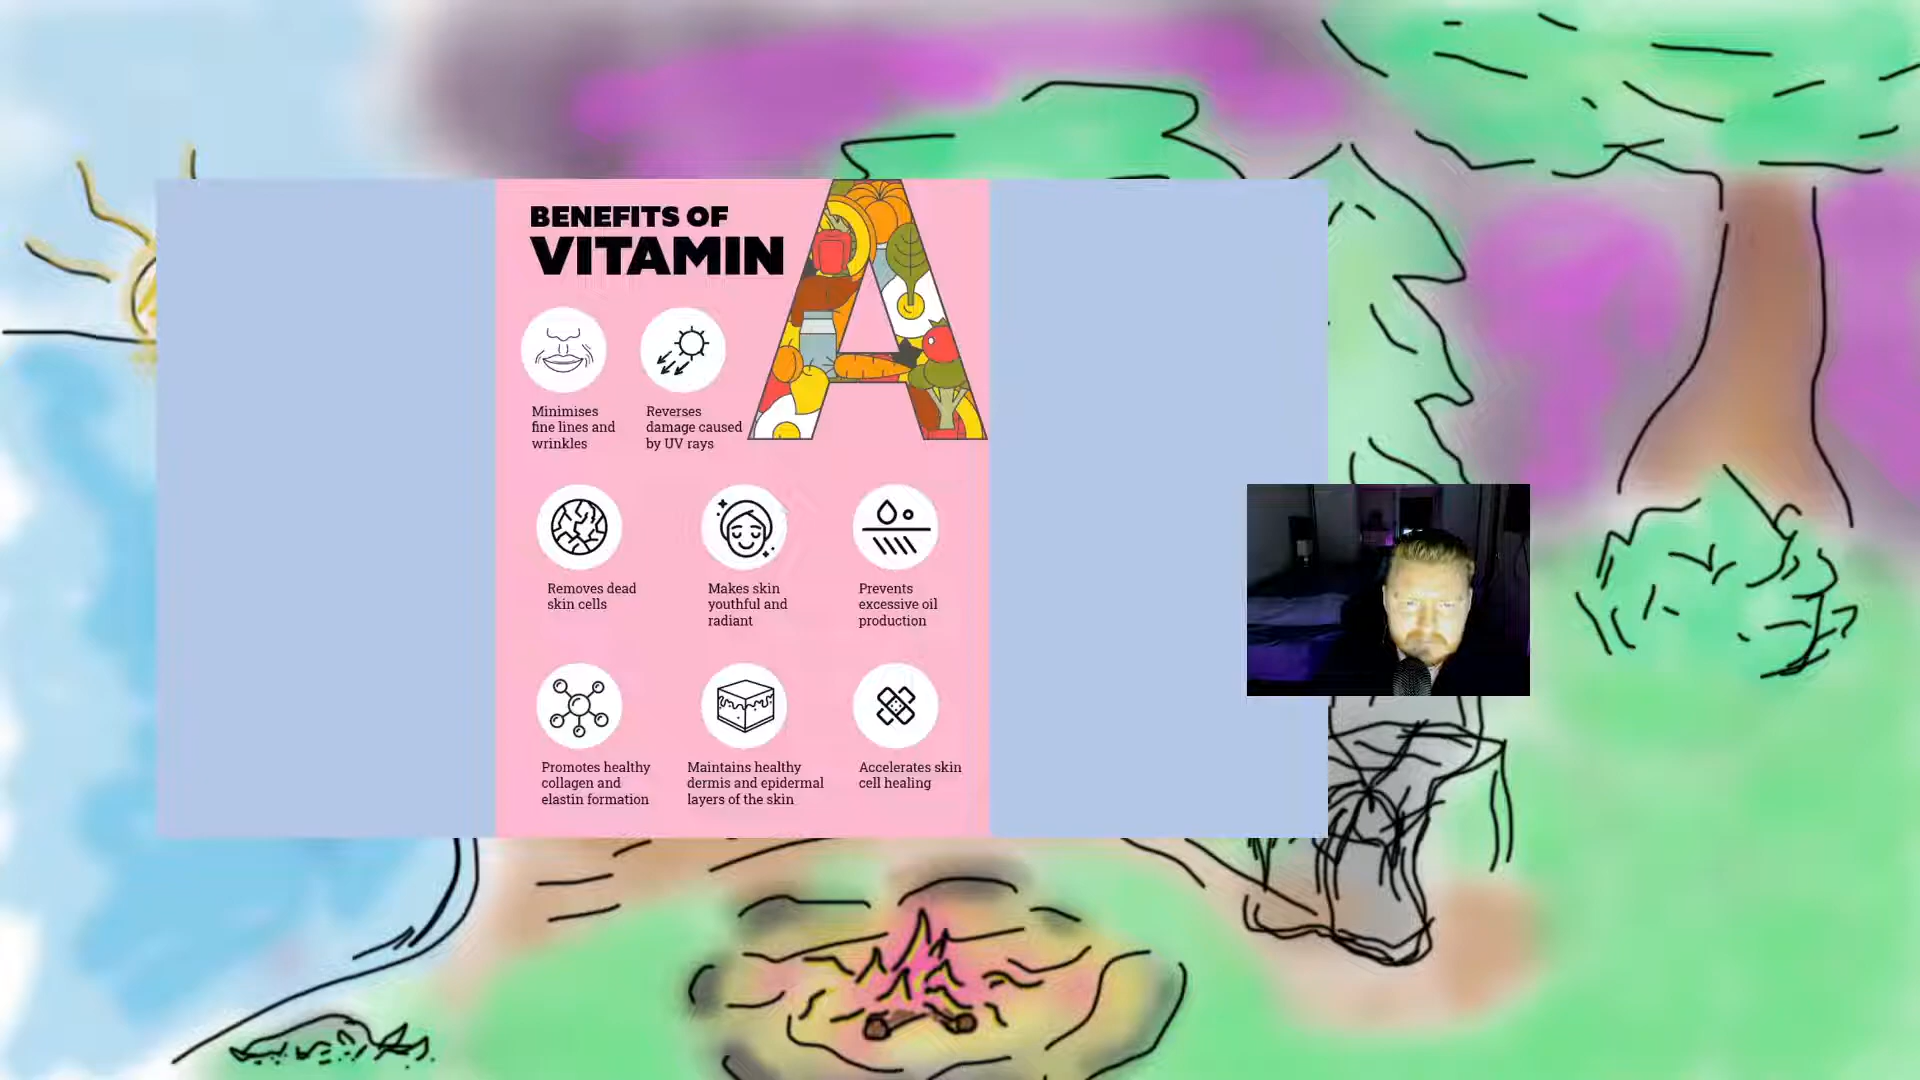 BENEFITS OF
VITAMIN
A
Minimises
fine lines and
wrinkles
Reverses
damage caused
by UV rays
Removes dead
skin cells
Makes skin
youthful and
radiant
Prevents
excessive oil
production
Promotes healthy
collagen and
elastin formation
Maintains healthy
dermis and epidermal
layers of the skin
Accelerates skin
cell healing